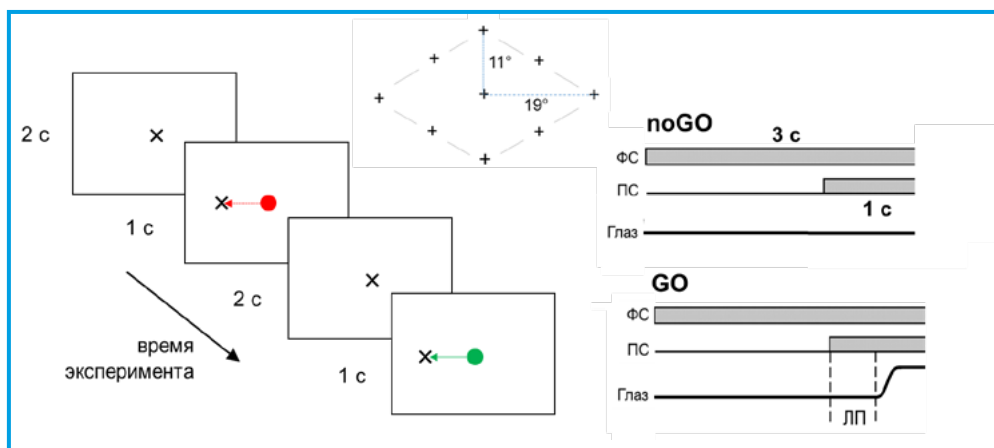 2 с
1 с
2 с
1 с
время
эксперимента
11°
19°
noGO
3 с
ФС
ПС
1 с
Глаз
GO
ФС
ПС
Глаз
ЛП